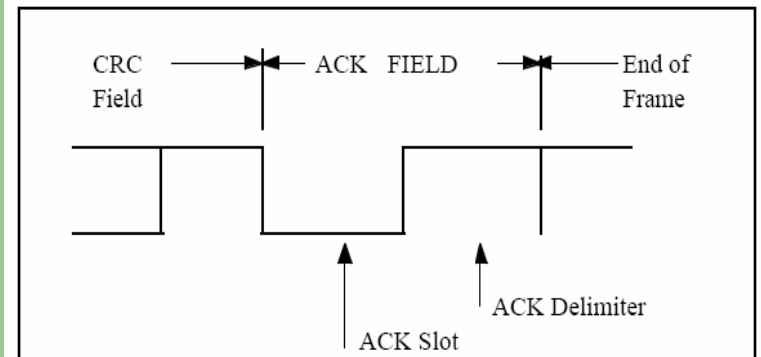 CRC Field
ACK FIELD
End of Frame
ACK Delimiter
ACK Slot